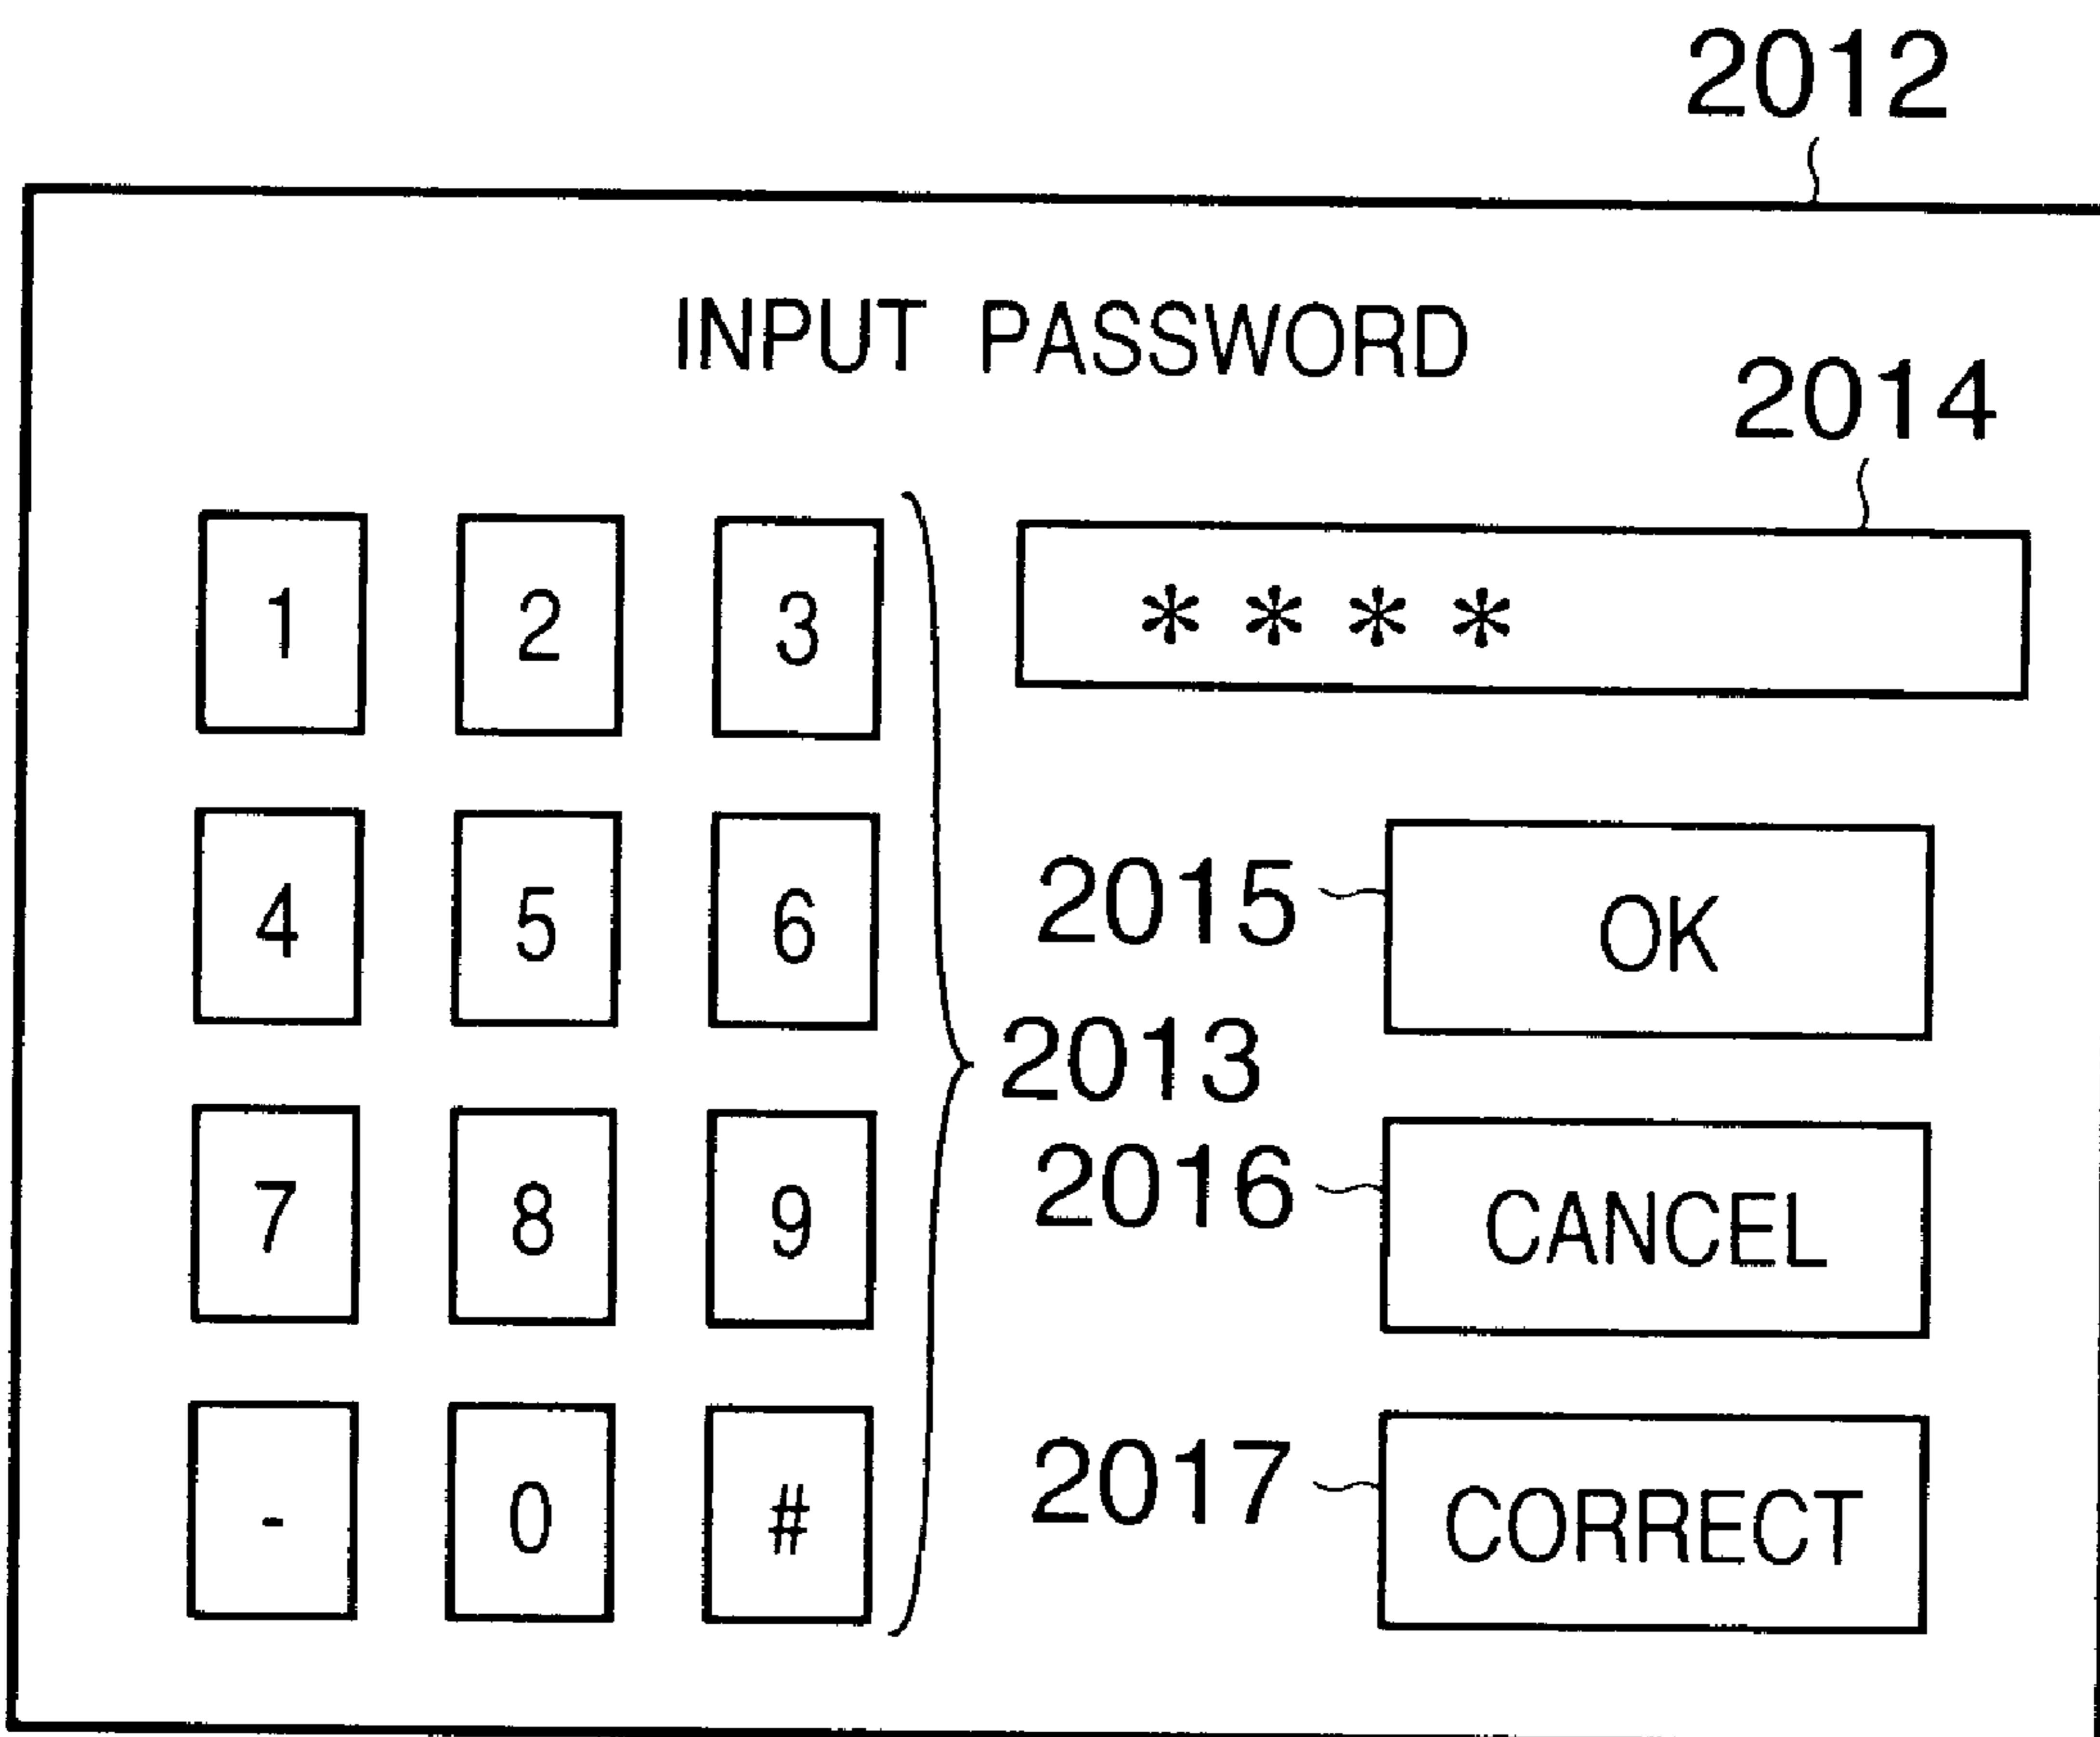 2012
INPUT PASSWORD
2014
1 2 3 ****
4 5 6 2015 OK
2013
7 8 9 2016 CANCEL
- 0 # 2017 CORRECT